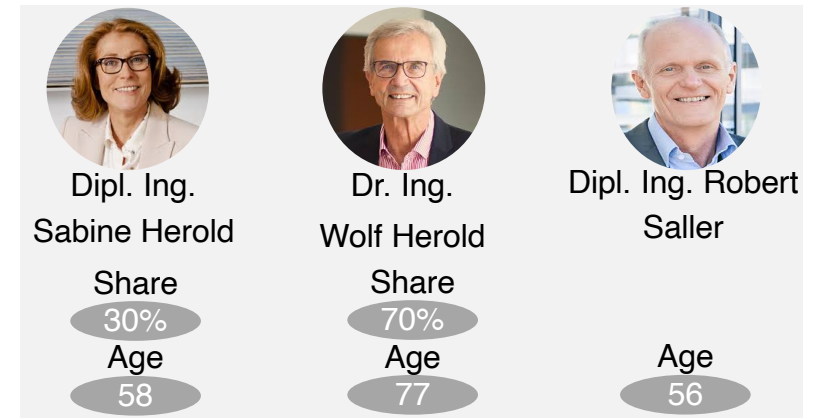 Dipl. Ing.
Sabine Herold
Share
30%
Age
58
Dr. Ing.
Wolf Herold
Share
70%
Age
77
Dipl. Ing. Robert
Saller
Age
56